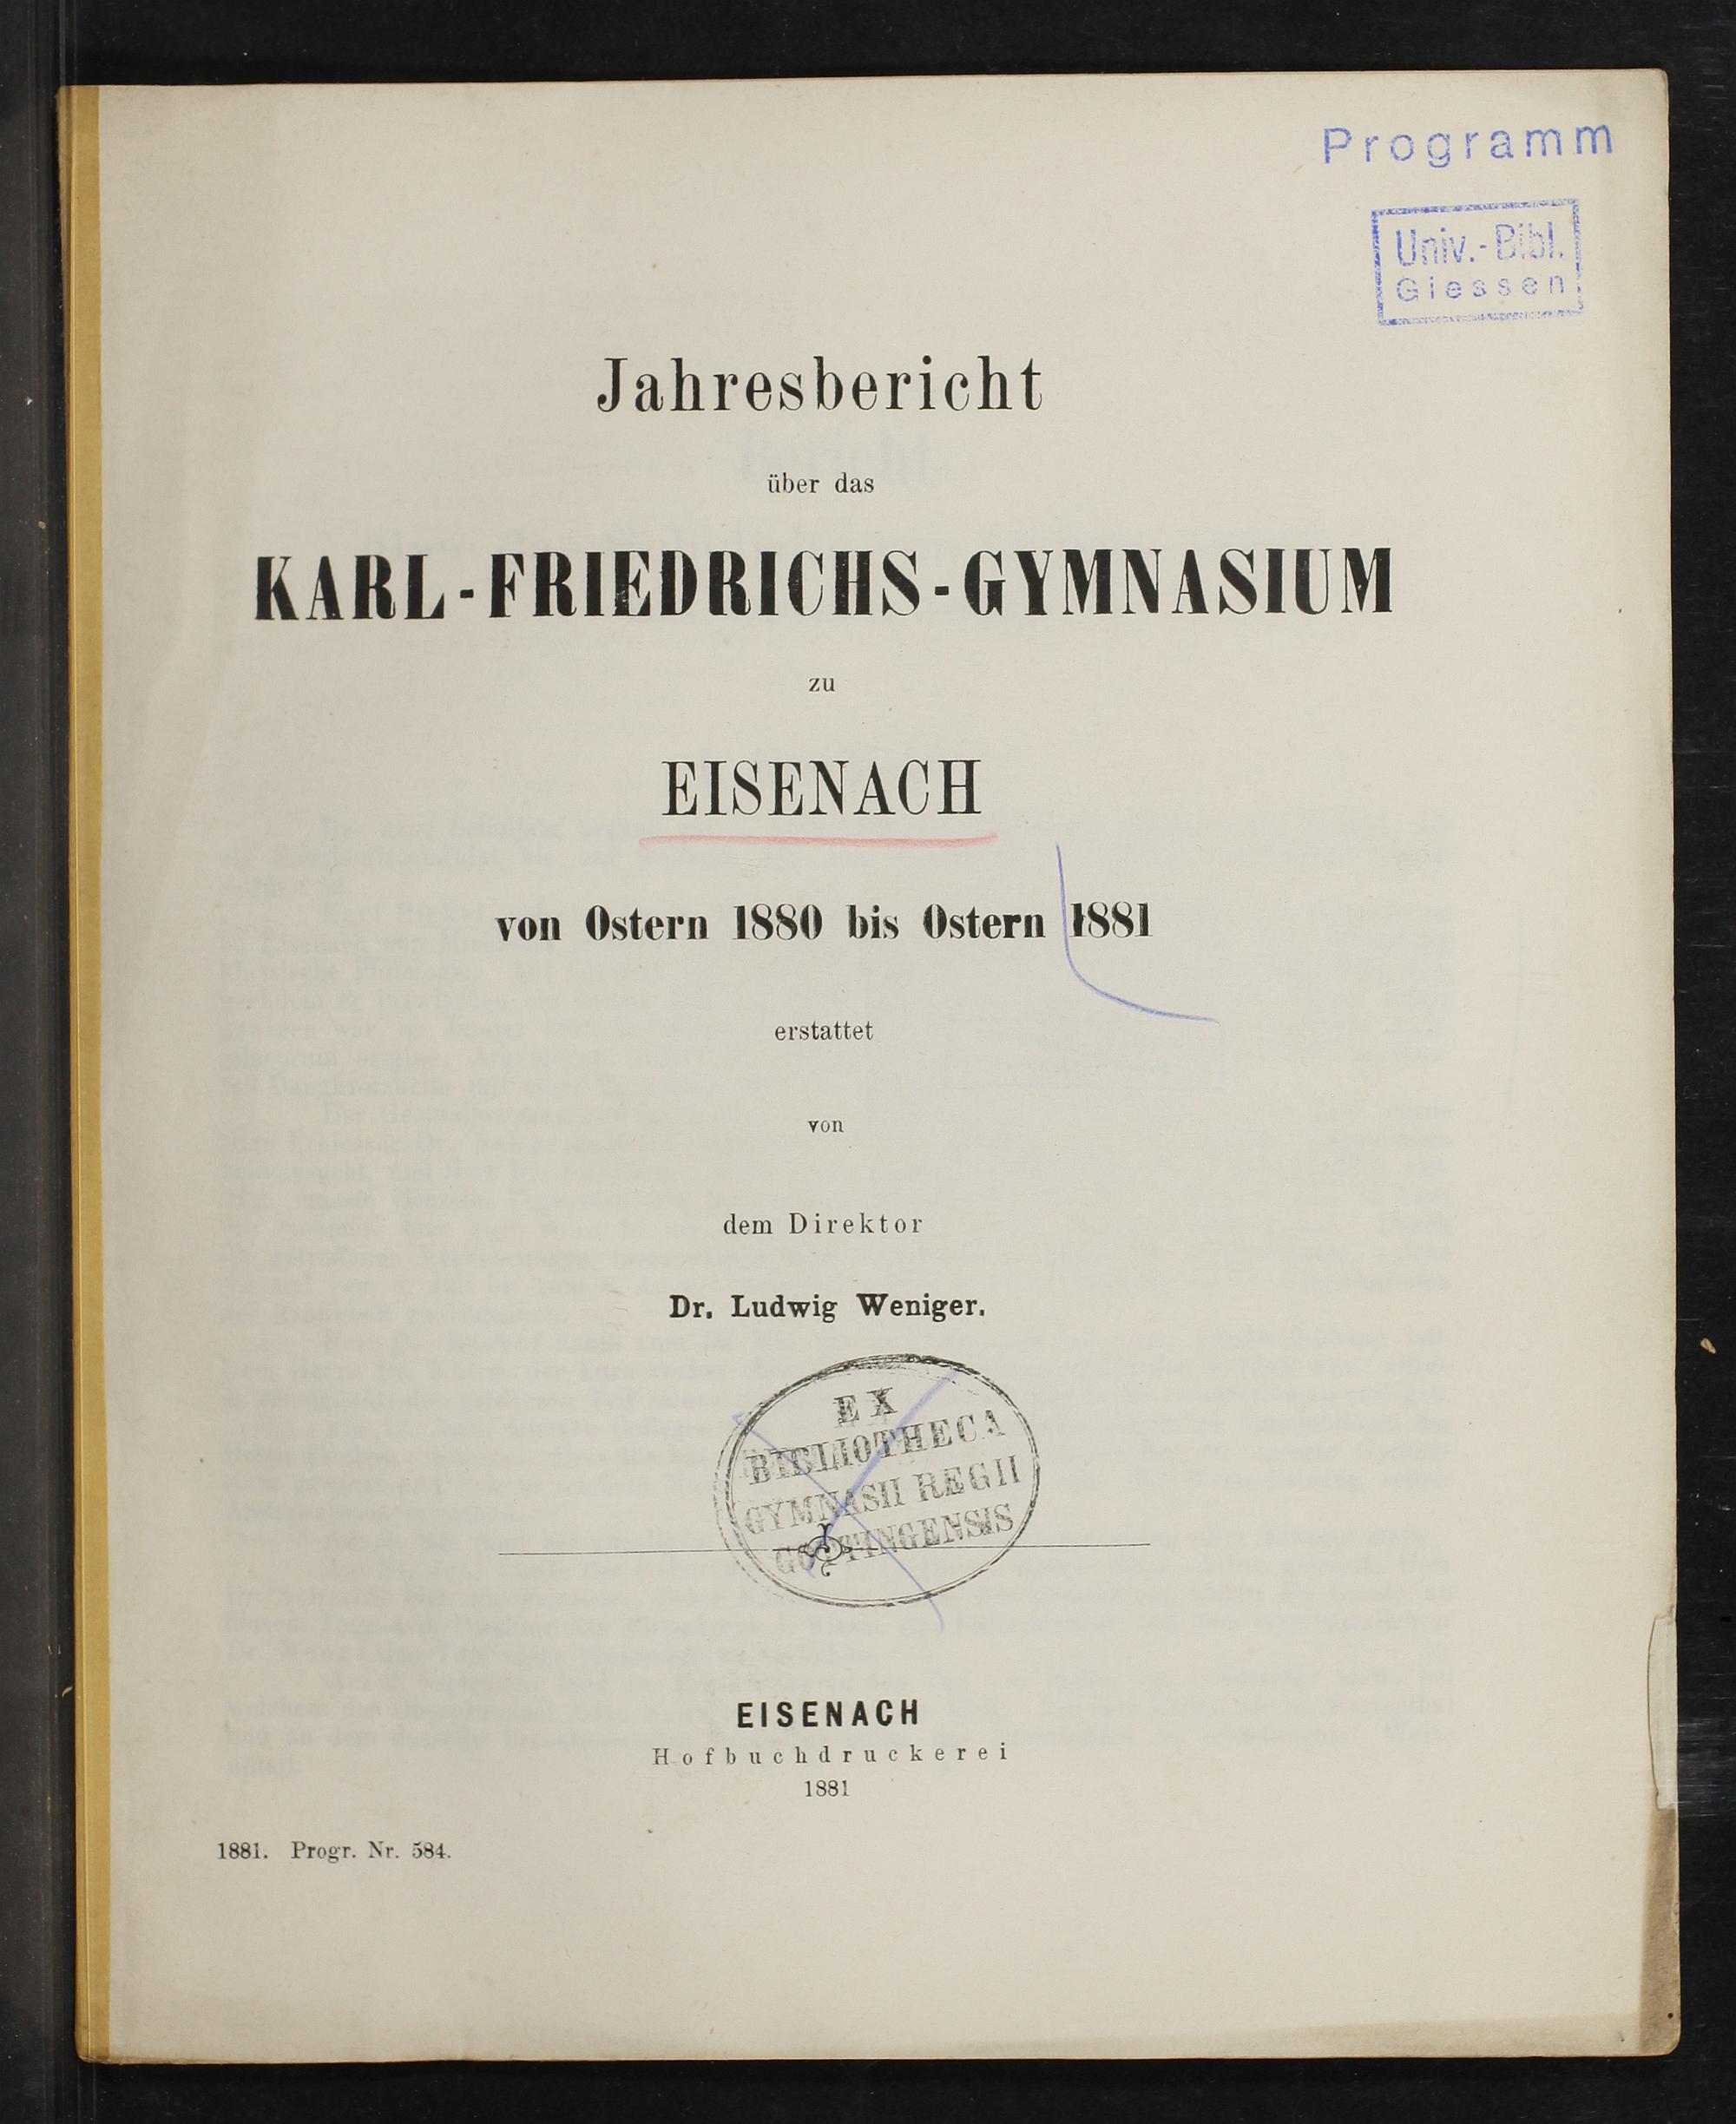 Programm
Univ.-Bibl.
Giessen
Jahresbericht
über das
KARL-FRIEDRICHS-GYMNASIUM
zu
EISENACH
von Ostern 1880 bis Ostern 1881
erstattet
von
dem Direktor
Dr. Ludwig Weniger.
EX
BIBLIOTHECA
GYMNASII REGII
GOTTINGENSIS
EISENACH
Hofbuchdruckerei
1881
1881. Progr. Nr. 584.